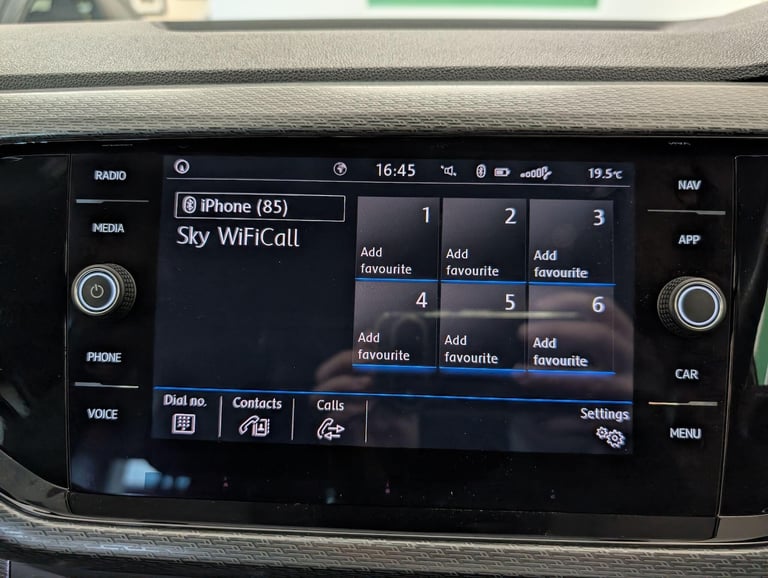 RADIO
MEDIA
PHONE
VOICE
16:45
19.5°C
iPhone (85)
Sky WiFiCall
1
Add
favourite
2
Add
favourite
3
Add
favourite
4
Add
favourite
5
Add
favourite
6
Add
favourite
Dial no.
Contacts
Calls
Settings
NAV
APP
CAR
MENU